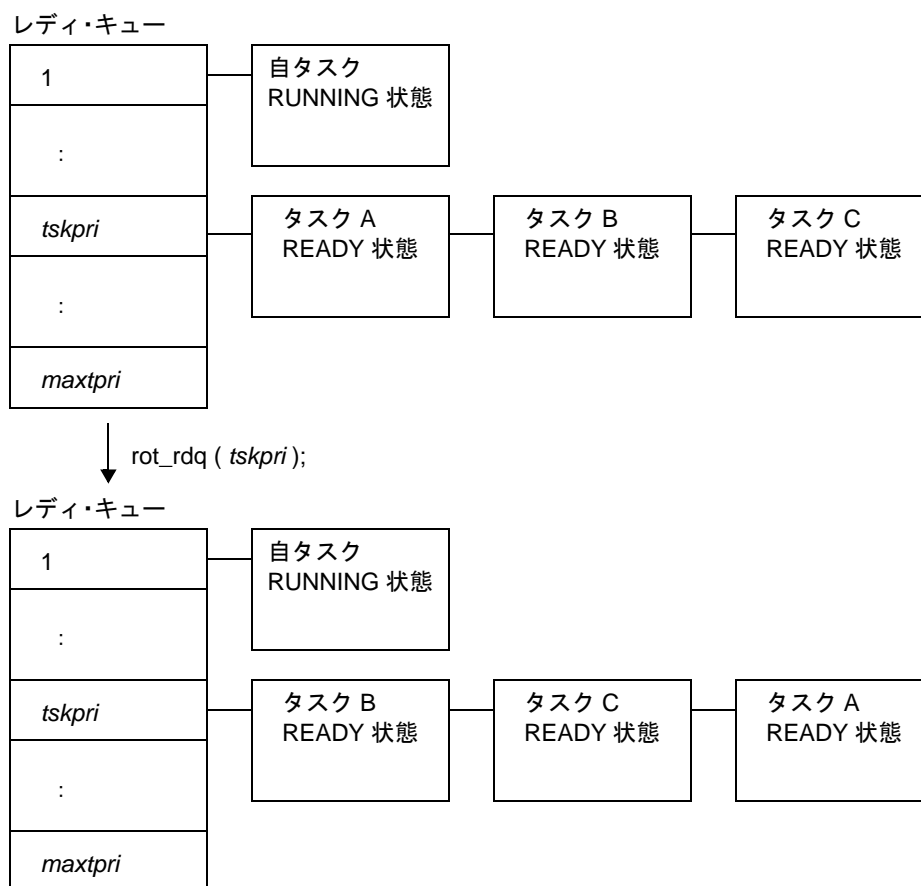 レディ・キュー
1
自タスク
RUNNING 状態
:
tskpri
タスク A
READY 状態
タスク B
READY 状態
タスク C
READY 状態
:
maxtpri
rot_rdq ( tskpri );
レディ・キュー
1
自タスク
RUNNING 状態
:
tskpri
タスク B
READY 状態
タスク C
READY 状態
タスク A
READY 状態
:
maxtpri